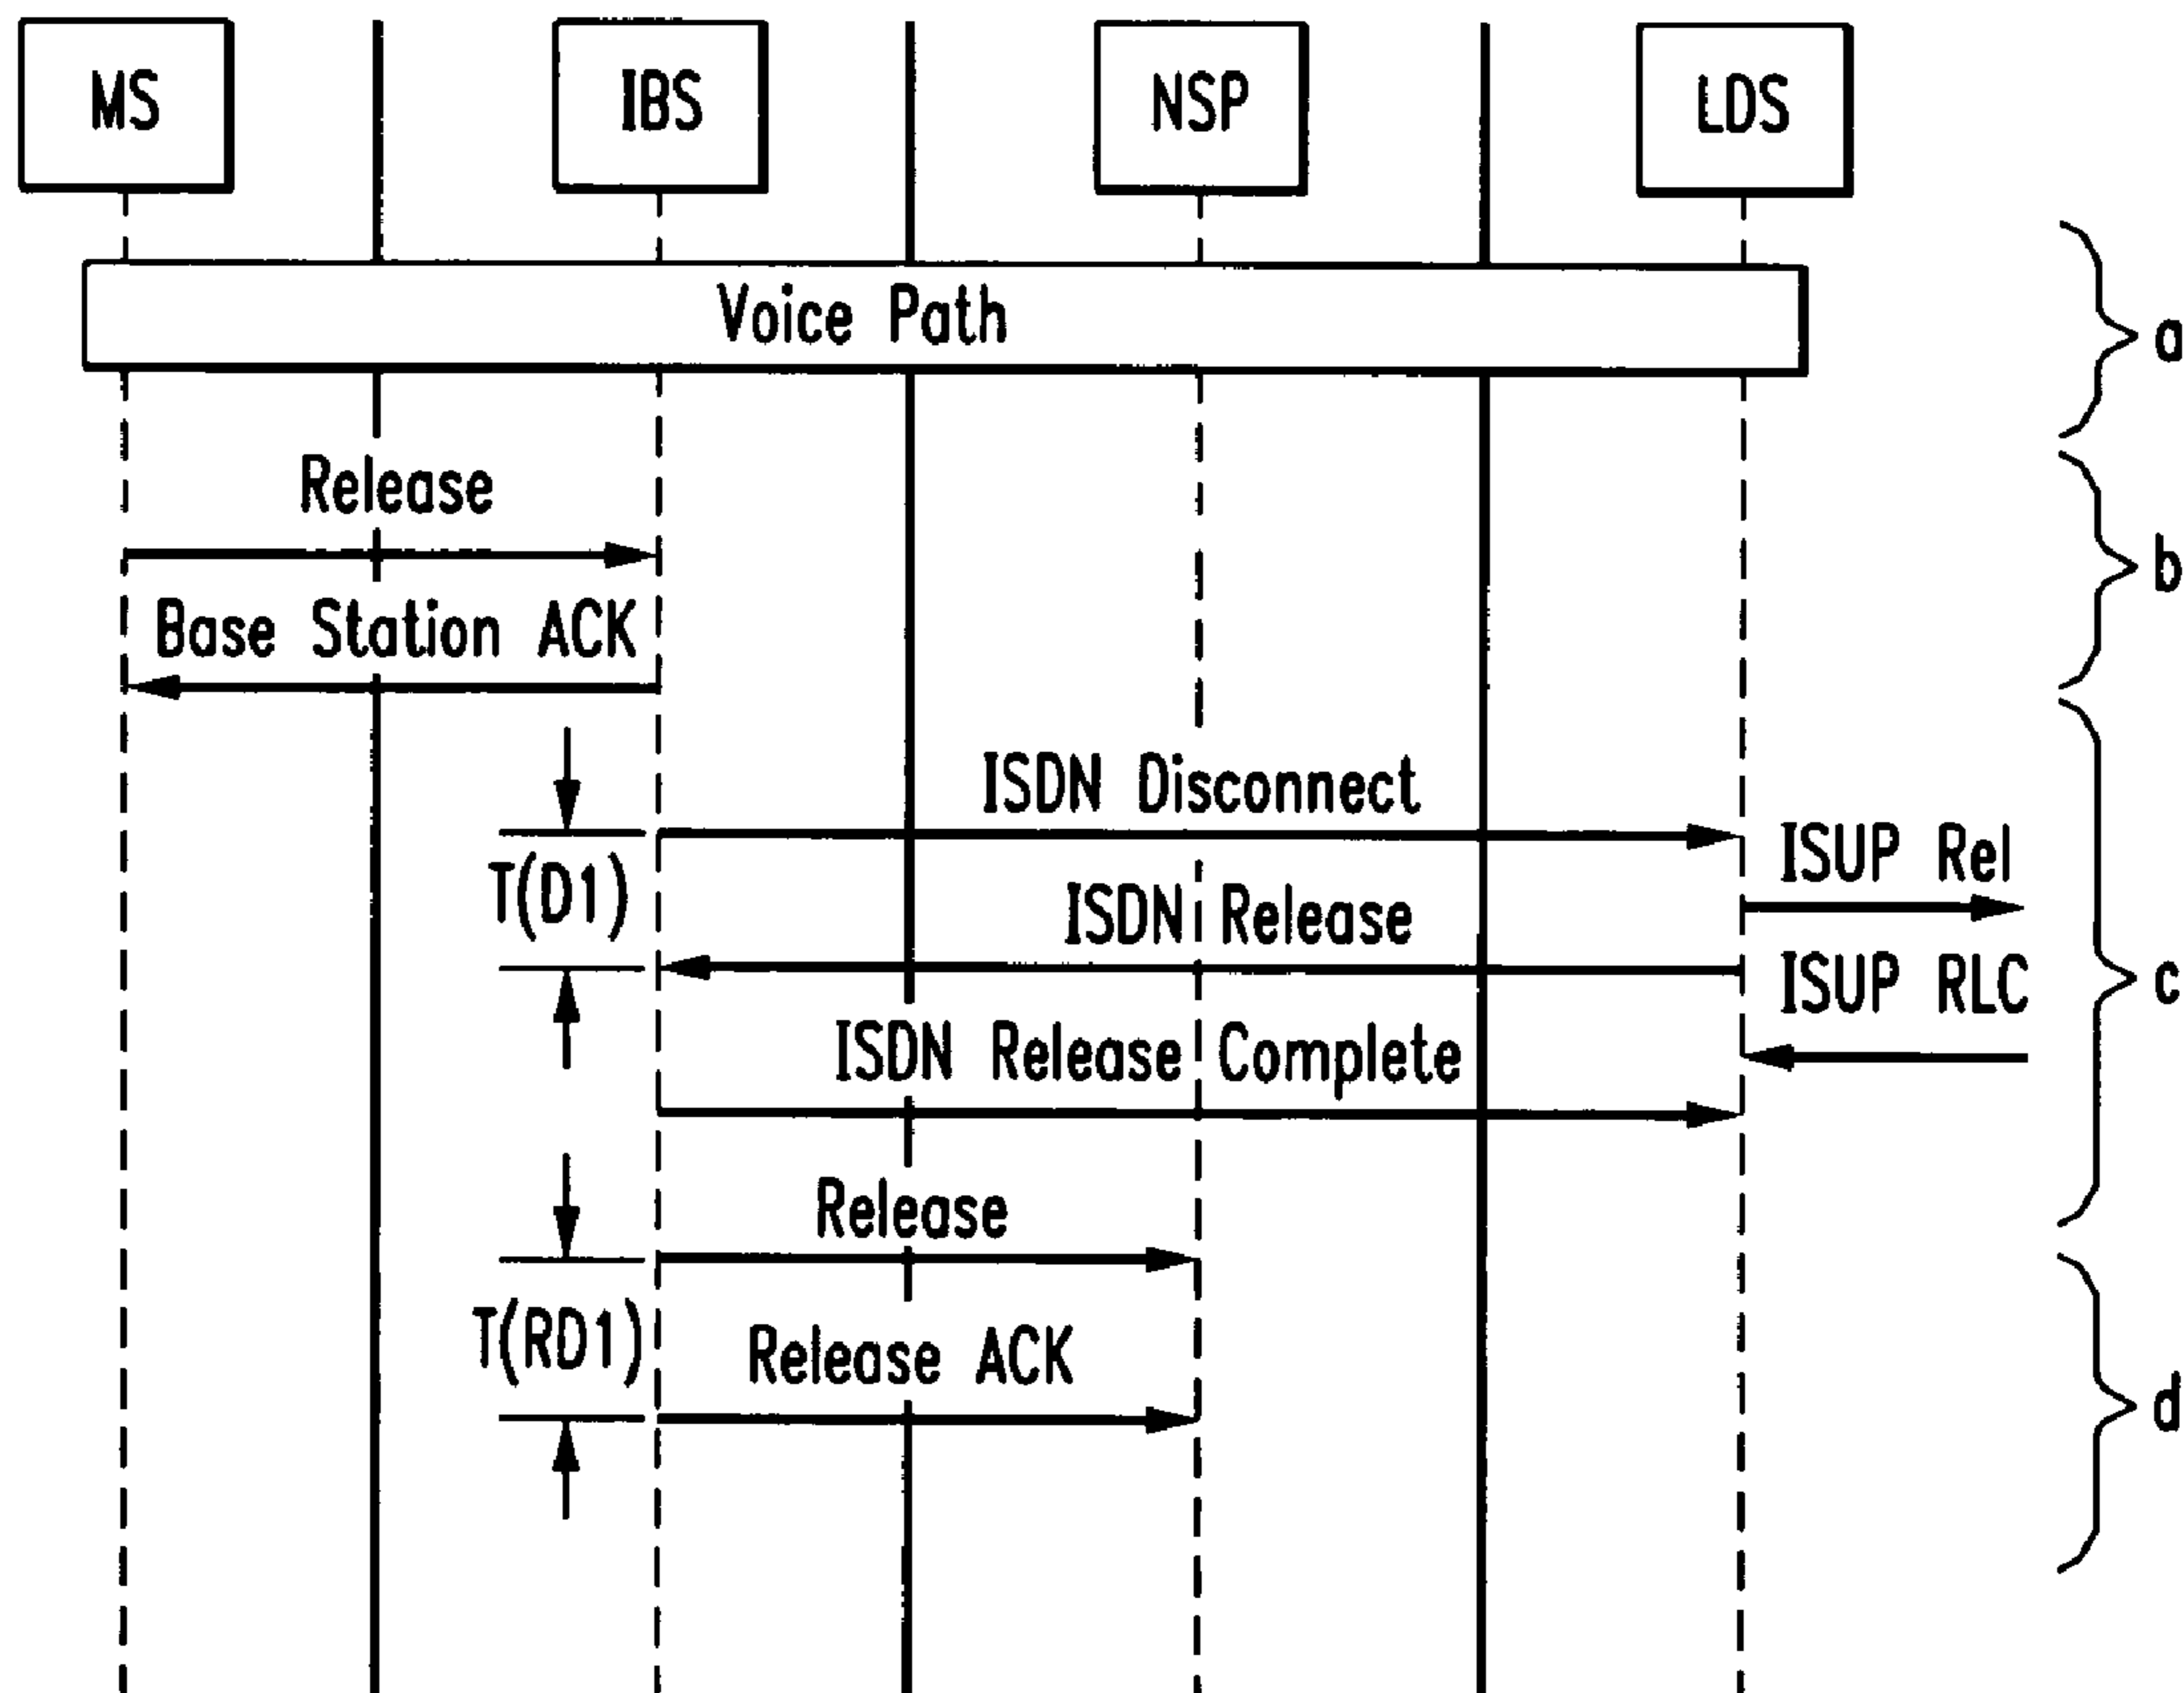 MS
IBS
NSP
LDS
Voice Path
a
Release
b
Base Station ACK
ISDN Disconnect
ISUP Rel
T(D1)
ISDN Release
ISUP RLC
c
ISDN Release Complete
Release
T(RD1)
Release ACK
d